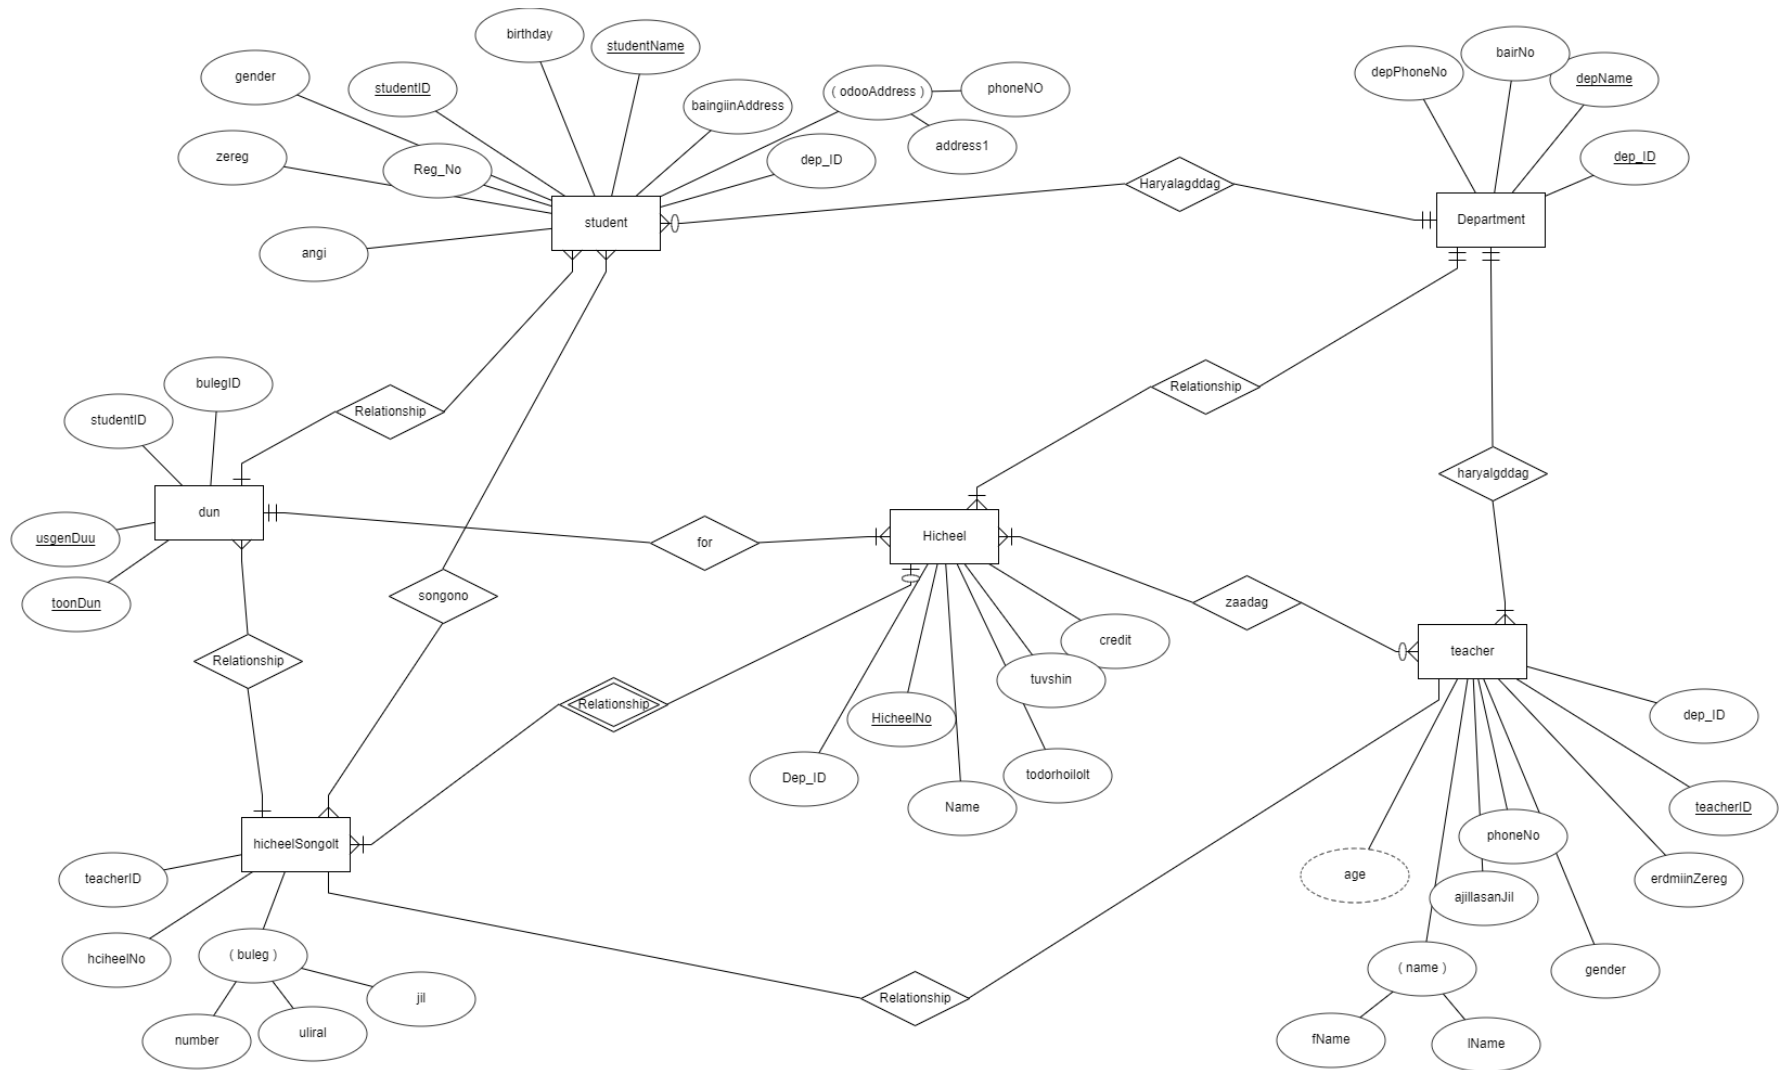 birthday
studentName
gender
studentID
baingiinAddress
( odooAddress )
phoneNO
address1
zereg
Reg_No
dep_ID
angi
student
Haryalagddag
depPhoneNo
bairNo
depName
dep_ID
Department
bulegID
studentID
Relationship
Relationship
haryalgddag
dun
usgenDuu
toonDun
for
Hicheel
songono
zaadag
teacher
Relationship
Relationship
credit
tuvshin
HicheelNo
todorhoilolt
Dep_ID
Name
dep_ID
teacherID
phoneNo
erdmiinZereg
age
ajillasanJil
gender
( name )
fName
lName
hicheelSongolt
teacherID
hciheelNo
( buleg )
jil
number
uliral
Relationship